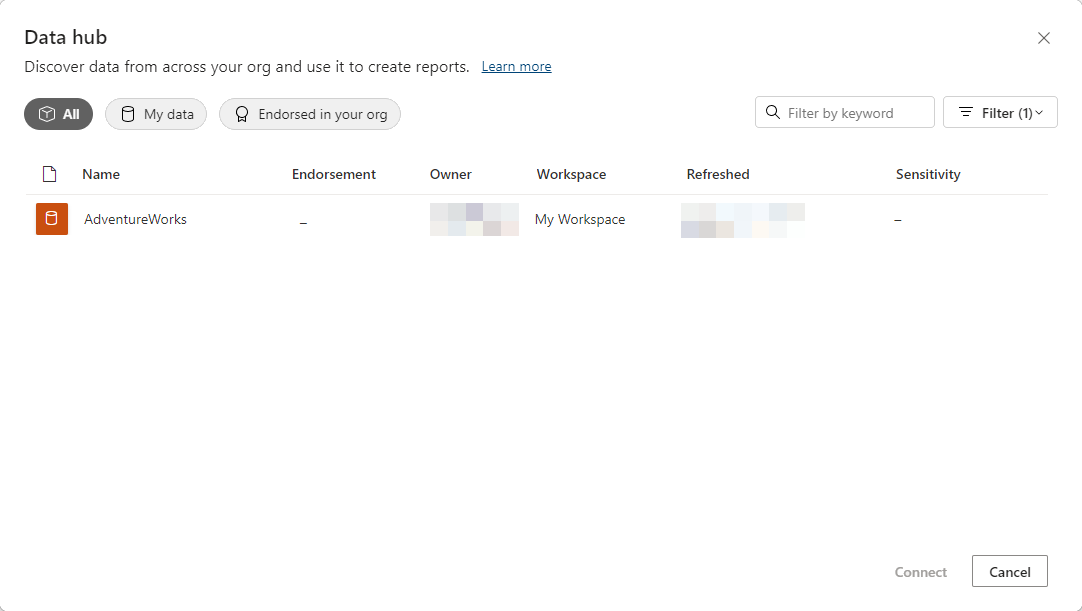 Data hub
Discover data from across your org and use it to create reports. Learn more
All My data Endorsed in your org Filter by keyword Filter (1)
Name Endorsement Owner Workspace Refreshed Sensitivity
AdventureWorks – My Workspace –
Connect Cancel